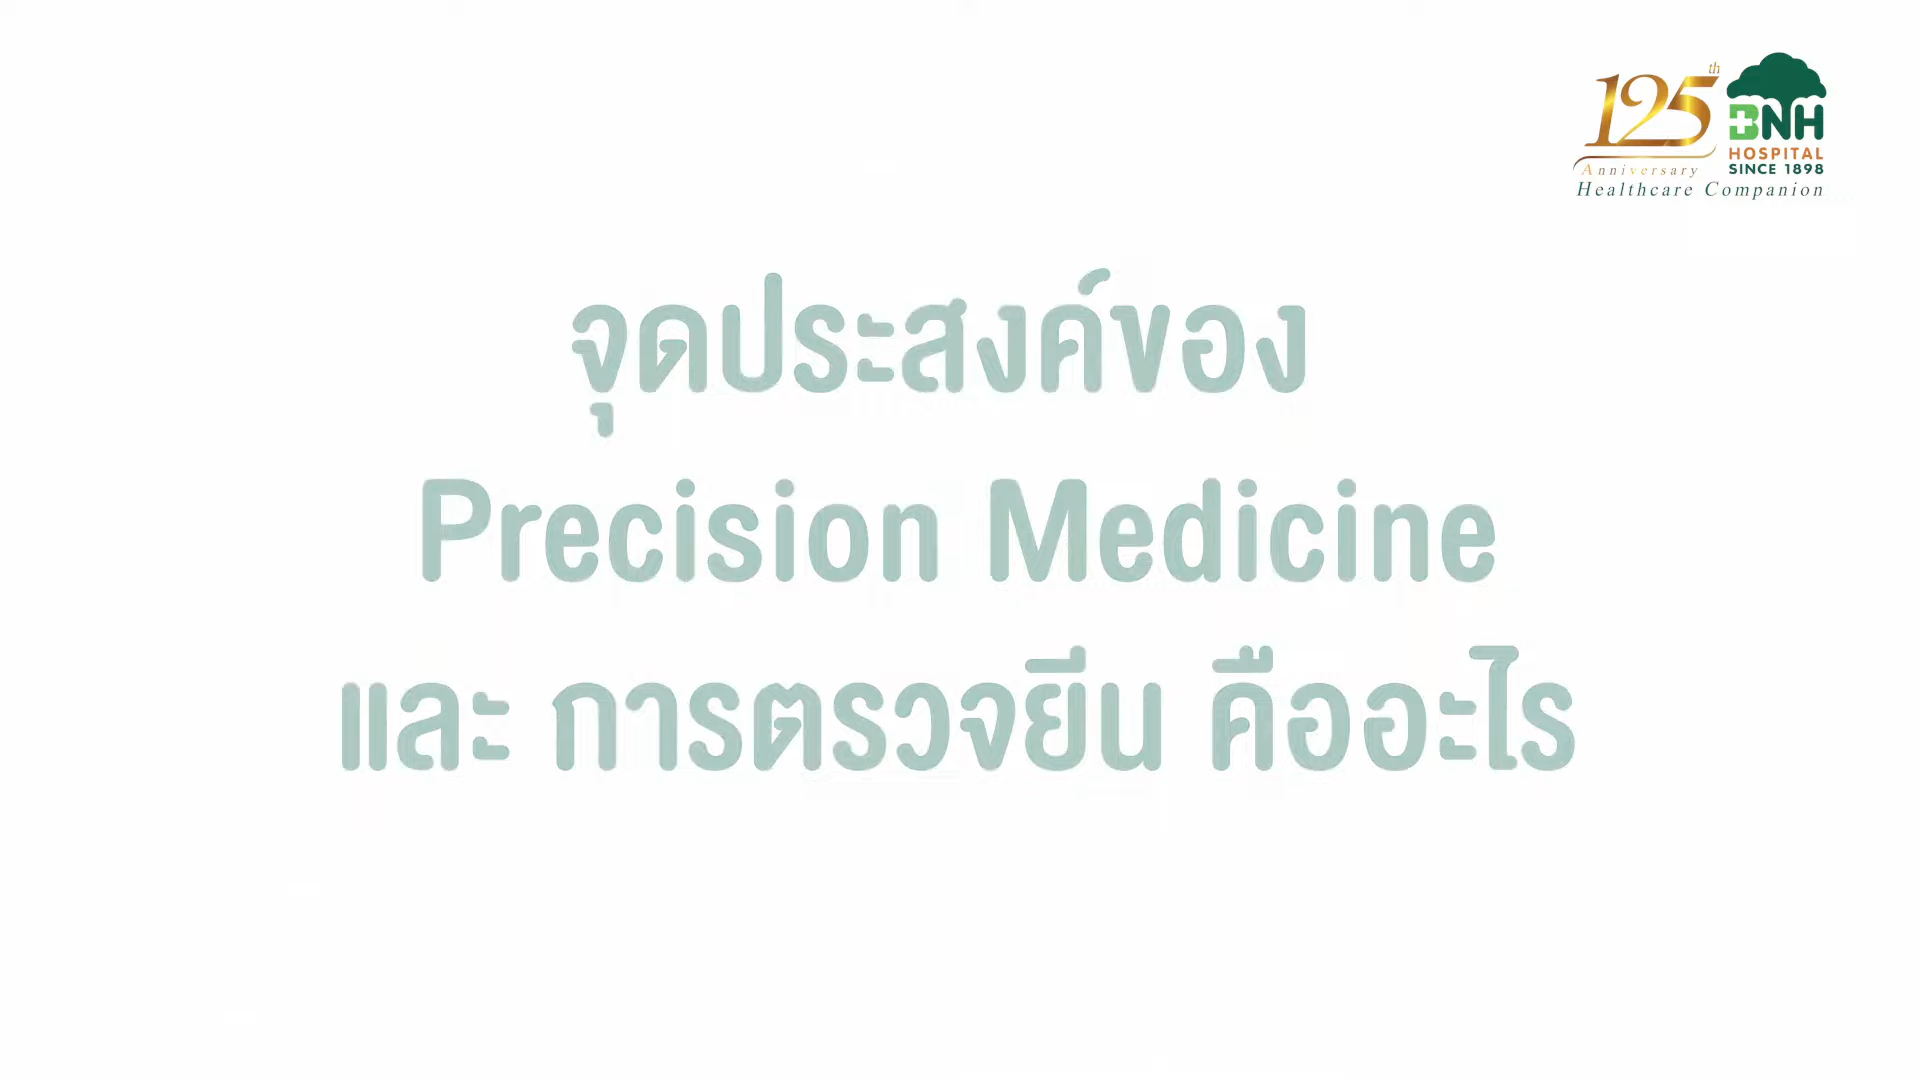 125th
Anniversary
BNH
HOSPITAL
SINCE 1898
Healthcare Companion
จุดประสงค์ของ
Precision Medicine
และ การตรวจยีน คืออะไร